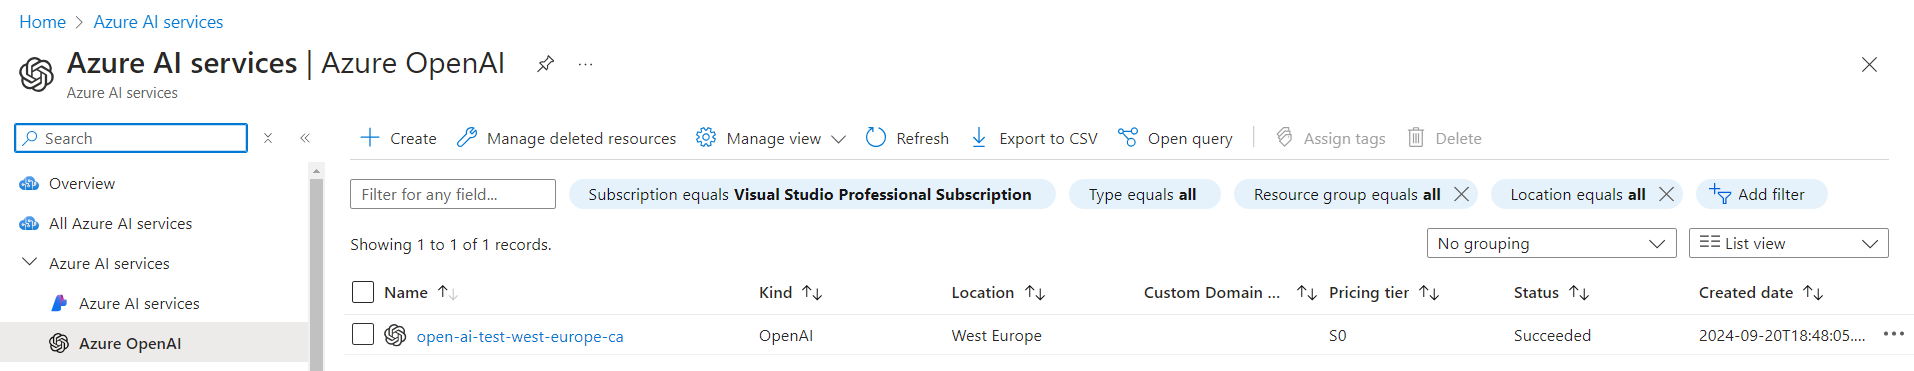 Home > Azure AI services
Azure AI services | Azure OpenAI ...
Azure AI services
Search
Overview
All Azure AI services
Azure AI services
Azure AI services
Azure OpenAI
Create Manage deleted resources Manage view Refresh Export to CSV Open query Assign tags Delete
Filter for any field... Subscription equals Visual Studio Professional Subscription Type equals all Resource group equals all Location equals all Add filter
Showing 1 to 1 of 1 records.
No grouping List view
Name Kind Location Custom Domain ... Pricing tier Status Created date
open-ai-test-west-europe-ca OpenAI West Europe S0 Succeeded 2024-09-20T18:48:05.... ...